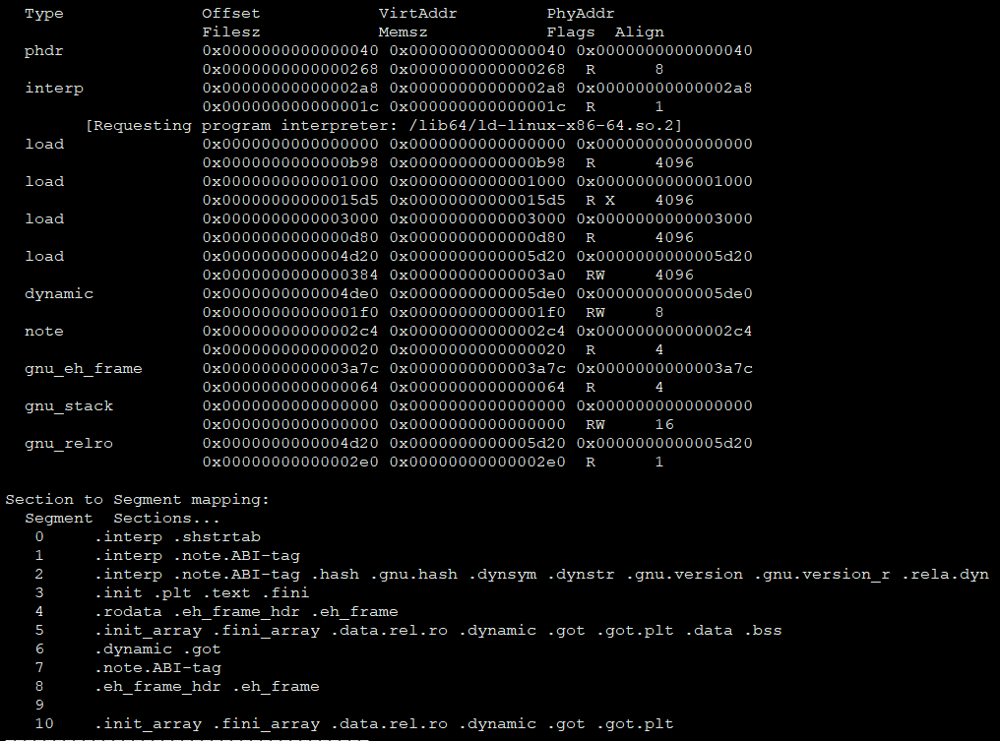 Type Offset VirtAddr PhyAddr
Filesz Memsz Flags Align
phdr 0x0000000000000040 0x0000000000000040 0x0000000000000040
0x0000000000000268 0x0000000000000268 R 8
interp 0x00000000000002a8 0x00000000000002a8 0x00000000000002a8
0x000000000000001c 0x000000000000001c R 1
[Requesting program interpreter: /lib64/ld-linux-x86-64.so.2]
load 0x0000000000000000 0x0000000000000000 0x0000000000000000
0x0000000000000b98 0x0000000000000b98 R 4096
load 0x0000000000001000 0x0000000000001000 0x0000000000001000
0x00000000000015d5 0x00000000000015d5 R X 4096
load 0x0000000000003000 0x0000000000003000 0x0000000000003000
0x0000000000000d80 0x0000000000000d80 R 4096
load 0x0000000000004d20 0x0000000000005d20 0x0000000000005d20
0x0000000000000384 0x00000000000003a0 RW 4096
dynamic 0x0000000000004de0 0x0000000000005de0 0x0000000000005de0
0x00000000000001f0 0x00000000000001f0 RW 8
note 0x00000000000002c4 0x00000000000002c4 0x00000000000002c4
0x0000000000000020 0x0000000000000020 R 4
gnu_eh_frame 0x0000000000003a7c 0x0000000000003a7c 0x0000000000003a7c
0x0000000000000064 0x0000000000000064 R 4
gnu_stack 0x0000000000000000 0x0000000000000000 0x0000000000000000
0x0000000000000000 0x0000000000000000 RW 16
gnu_relro 0x0000000000004d20 0x0000000000005d20 0x0000000000005d20
0x00000000000002e0 0x00000000000002e0 R 1
Section to Segment mapping:
Segment Sections...
0 .interp .shstrtab
1 .interp .note.ABI-tag
2 .interp .note.ABI-tag .hash .gnu.hash .dynsym .dynstr .gnu.version .gnu.version_r .rela.dyn
3 .init .plt .text .fini
4 .rodata .eh_frame_hdr .eh_frame
5 .init_array .fini_array .data.rel.ro .dynamic .got .got.plt .data .bss
6 .dynamic .got
7 .note.ABI-tag
8 .eh_frame_hdr .eh_frame
9
10 .init_array .fini_array .data.rel.ro .dynamic .got .got.plt